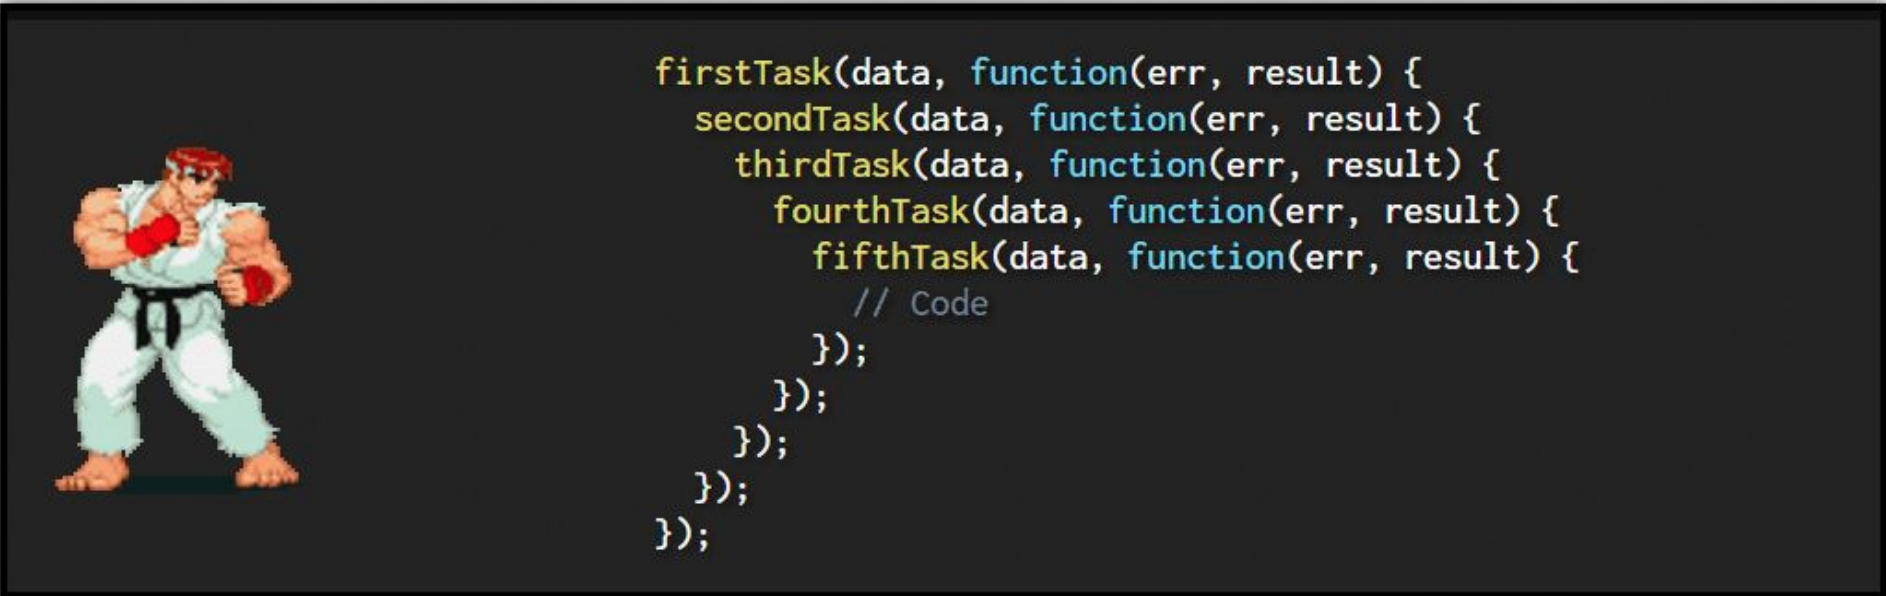 firstTask(data, function(err, result) {
  secondTask(data, function(err, result) {
    thirdTask(data, function(err, result) {
      fourthTask(data, function(err, result) {
        fifthTask(data, function(err, result) {
          // Code
        });
      });
    });
  });
});